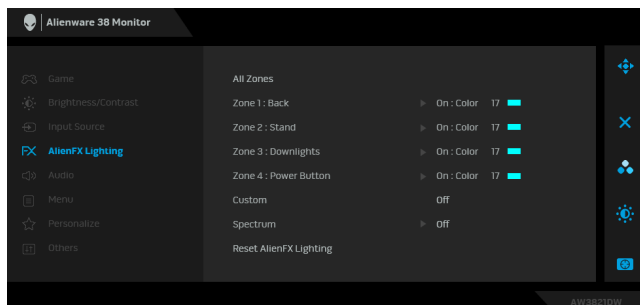 Alienware 38 Monitor
Game
Brightness/Contrast
Input Source
FX AlienFX Lighting
Audio
Menu
Personalize
Others
All Zones
Zone 1 : Back On : Color 17
Zone 2 : Stand On : Color 17
Zone 3 : Downlights On : Color 17
Zone 4 : Power Button On : Color 17
Custom Off
Spectrum Off
Reset AlienFX Lighting
AW3821DW